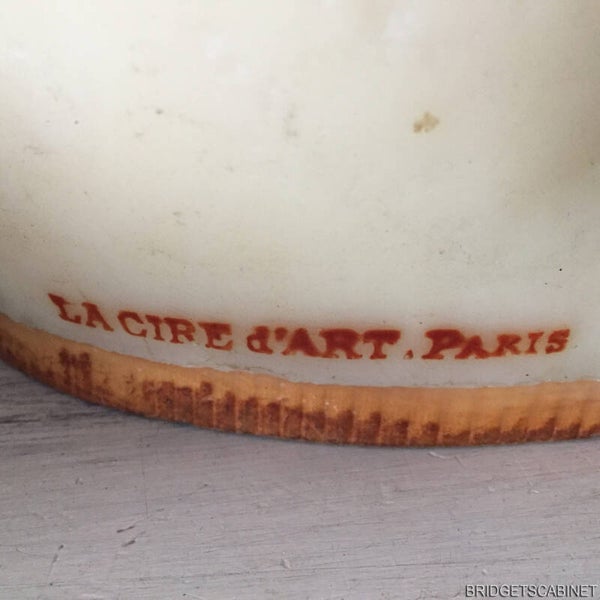 LA CIRE d'ART. PARIS
BRIDGETSCABINET